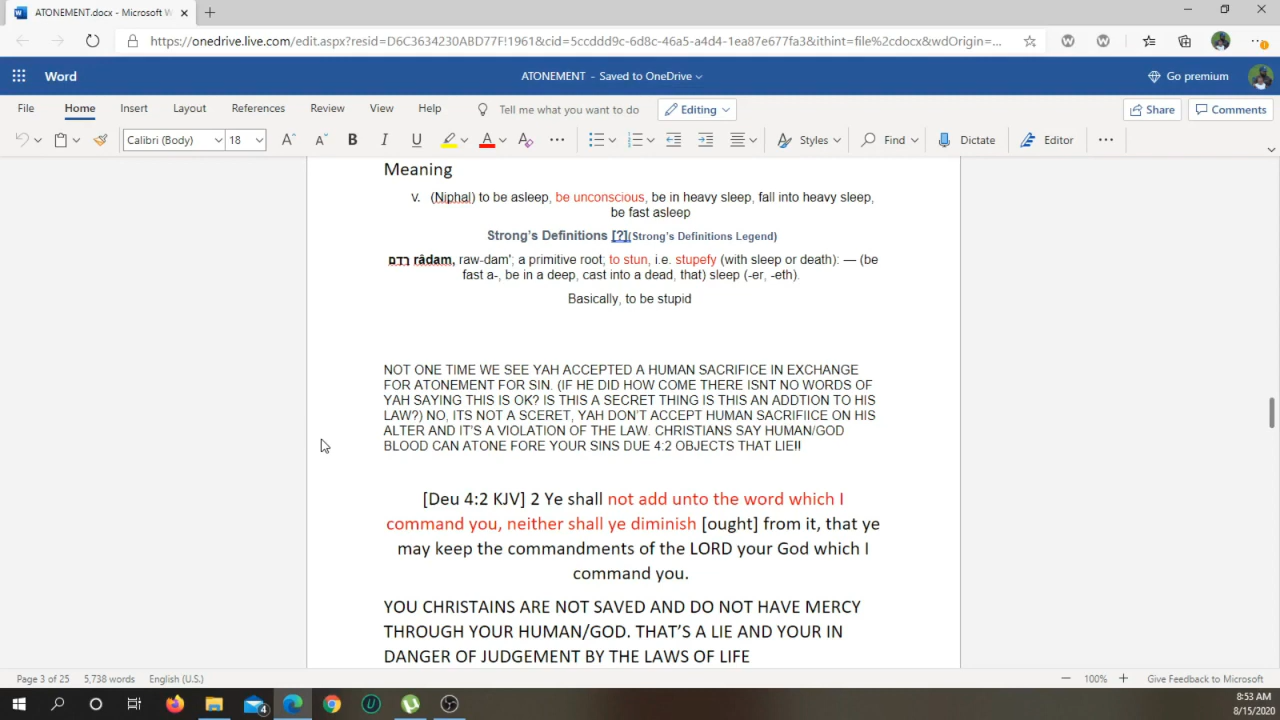 ATONEMENT.docx - Microsoft W
https://onedrive.live.com/edit.aspx?resid=D6C3634230ABD77F!1961&cid=5ccddd9c-6d8c-46a5-a4d4-1ea87e677fa3&ithint=file%2cdocx&wdOrigin=...
Word
ATONEMENT - Saved to OneDrive
Go premium
File Home Insert Layout References Review View Help Tell me what you want to do Editing Share Comments
Calibri (Body) 18 Styles Find Dictate Editor
Meaning
v. (Niphal) to be asleep, be unconscious, be in heavy sleep, fall into heavy sleep,
be fast asleep
Strong's Definitions [?](Strong's Definitions Legend)
רדם râdam, raw-dam'; a primitive root; to stun, i.e. stupefy (with sleep or death): — (be
fast a-, be in a deep, cast into a dead, that) sleep (-er, -eth).
Basically, to be stupid
NOT ONE TIME WE SEE YAH ACCEPTED A HUMAN SACRIFICE IN EXCHANGE
FOR ATONEMENT FOR SIN. (IF HE DID HOW COME THERE ISNT NO WORDS OF
YAH SAYING THIS IS OK? IS THIS A SECRET THING IS THIS AN ADDTION TO HIS
LAW?) NO, ITS NOT A SCERET, YAH DON'T ACCEPT HUMAN SACRIFIICE ON HIS
ALTER AND IT'S A VIOLATION OF THE LAW. CHRISTIANS SAY HUMAN/GOD
BLOOD CAN ATONE FORE YOUR SINS DUE 4:2 OBJECTS THAT LIE!!
[Deu 4:2 KJV] 2 Ye shall not add unto the word which I
command you, neither shall ye diminish [ought] from it, that ye
may keep the commandments of the LORD your God which I
command you.
YOU CHRISTAINS ARE NOT SAVED AND DO NOT HAVE MERCY
THROUGH YOUR HUMAN/GOD. THAT'S A LIE AND YOUR IN
DANGER OF JUDGEMENT BY THE LAWS OF LIFE
Page 3 of 25 5,738 words English (U.S.) 100% Give Feedback to Microsoft
4
8:53 AM
8/15/2020